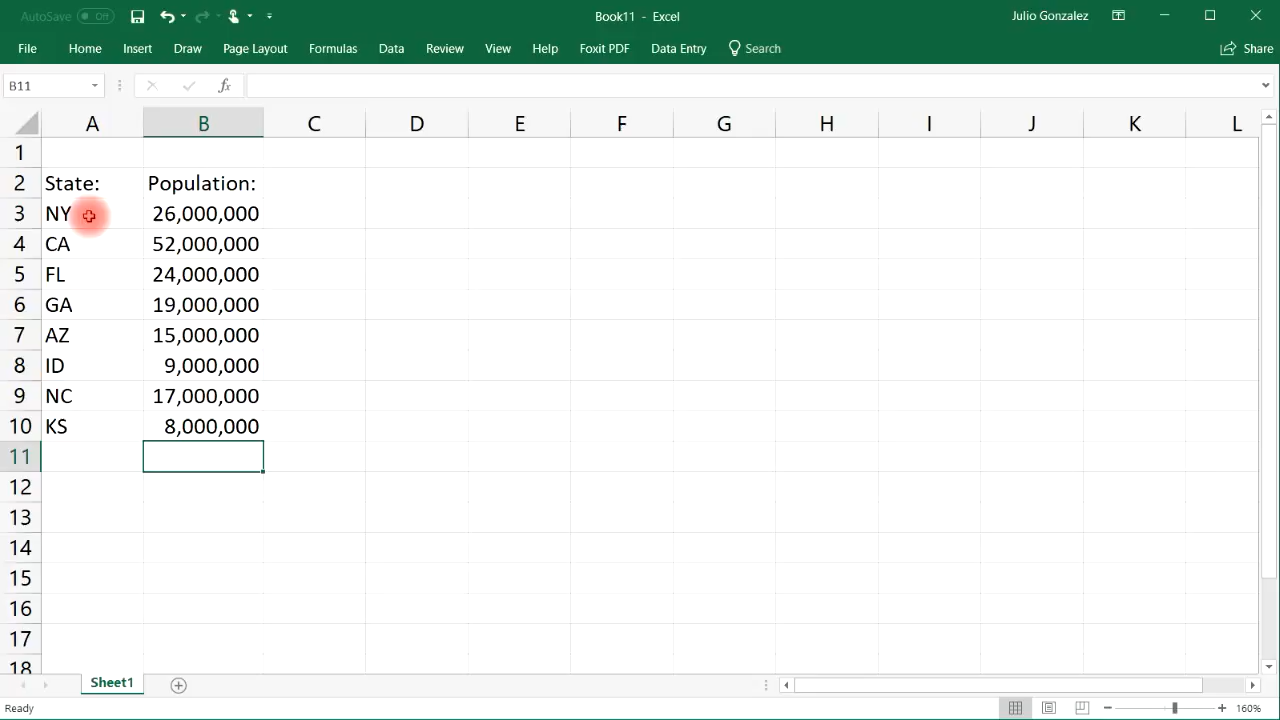 AutoSave Off
Book11 - Excel
Julio Gonzalez
File Home Insert Draw Page Layout Formulas Data Review View Help Foxit PDF Data Entry Search Share
B11 fx
A B C D E F G H I J K L
1
2 State: Population:
3 NY 26,000,000
4 CA 52,000,000
5 FL 24,000,000
6 GA 19,000,000
7 AZ 15,000,000
8 ID 9,000,000
9 NC 17,000,000
10 KS 8,000,000
11
12
13
14
15
16
17
18
Sheet1
Ready 160%